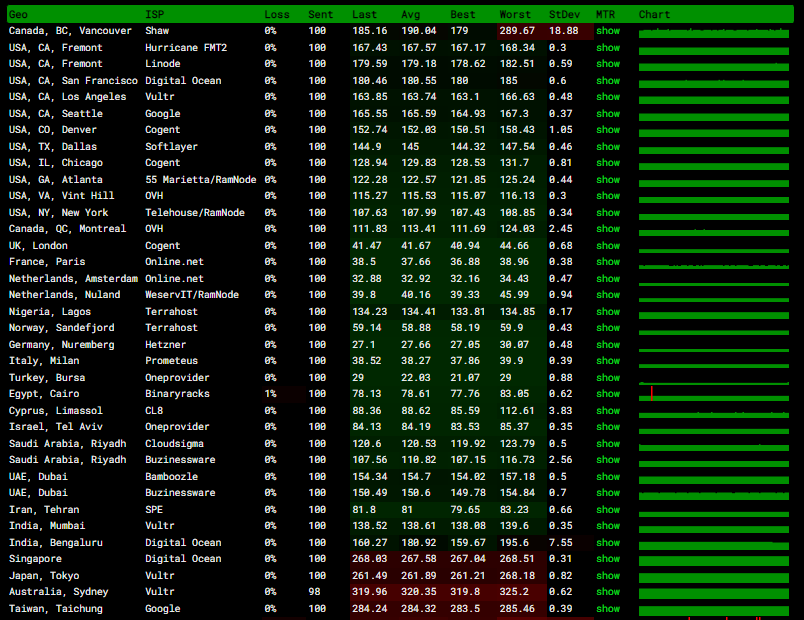 Geo ISP Loss Sent Last Avg Best Worst StDev MTR Chart
Canada, BC, Vancouver Shaw 0% 100 185.16 190.04 179 289.67 18.88 show
USA, CA, Fremont Hurricane FMT2 0% 100 167.43 167.57 167.17 168.34 0.3 show
USA, CA, Fremont Linode 0% 100 179.59 179.18 178.62 182.51 0.59 show
USA, CA, San Francisco Digital Ocean 0% 100 180.46 180.55 180 185 0.6 show
USA, CA, Los Angeles Vultr 0% 100 163.85 163.74 163.1 166.63 0.48 show
USA, CA, Seattle Google 0% 100 165.55 165.59 164.93 167.3 0.37 show
USA, CO, Denver Cogent 0% 100 152.74 152.03 150.51 158.43 1.05 show
USA, TX, Dallas Softlayer 0% 100 144.9 145 144.32 147.54 0.46 show
USA, IL, Chicago Cogent 0% 100 128.94 129.83 128.53 131.7 0.81 show
USA, GA, Atlanta 55 Marietta/RamNode 0% 100 122.28 122.57 121.85 125.24 0.44 show
USA, VA, Vint Hill OVH 0% 100 115.27 115.53 115.07 116.13 0.3 show
USA, NY, New York Telehouse/RamNode 0% 100 107.63 107.99 107.43 108.85 0.34 show
Canada, QC, Montreal OVH 0% 100 111.83 113.41 111.69 124.03 2.45 show
UK, London Cogent 0% 100 41.47 41.67 40.94 44.66 0.68 show
France, Paris Online.net 0% 100 38.5 37.66 36.88 38.96 0.38 show
Netherlands, Amsterdam Online.net 0% 100 32.88 32.92 32.16 34.43 0.47 show
Netherlands, Nuland WeservIT/RamNode 0% 100 39.8 40.16 39.33 45.99 0.94 show
Nigeria, Lagos Terrahost 0% 100 134.23 134.41 133.81 134.85 0.17 show
Norway, Sandefjord Terrahost 0% 100 59.14 58.88 58.19 59.9 0.43 show
Germany, Nuremberg Hetzner 0% 100 27.1 27.66 27.05 30.07 0.48 show
Italy, Milan Prometeus 0% 100 38.52 38.27 37.86 39.9 0.39 show
Turkey, Bursa Oneprovider 0% 100 29 22.03 21.07 29 0.88 show
Egypt, Cairo Binaryracks 1% 100 78.13 78.61 77.76 83.05 0.62 show
Cyprus, Limassol CL8 0% 100 88.36 88.62 85.59 112.61 3.83 show
Israel, Tel Aviv Oneprovider 0% 100 84.13 84.19 83.53 85.37 0.35 show
Saudi Arabia, Riyadh Cloudsigma 0% 100 120.6 120.53 119.92 123.79 0.5 show
Saudi Arabia, Riyadh Buzinessware 0% 100 107.56 110.82 107.15 116.73 2.56 show
UAE, Dubai Bamboozle 0% 100 154.34 154.7 154.02 157.18 0.5 show
UAE, Dubai Buzinessware 0% 100 150.49 150.6 149.78 154.84 0.7 show
Iran, Tehran SPE 0% 100 81.8 81 79.65 83.23 0.66 show
India, Mumbai Vultr 0% 100 138.52 138.61 138.08 139.6 0.35 show
India, Bengaluru Digital Ocean 0% 100 160.27 180.92 159.67 195.6 7.55 show
Singapore Digital Ocean 0% 100 268.03 267.58 267.04 268.51 0.31 show
Japan, Tokyo Vultr 0% 100 261.49 261.89 261.21 268.18 0.82 show
Australia, Sydney Vultr 0% 98 319.96 320.35 319.8 325.2 0.62 show
Taiwan, Taichung Google 0% 100 284.24 284.32 283.5 285.46 0.39 show